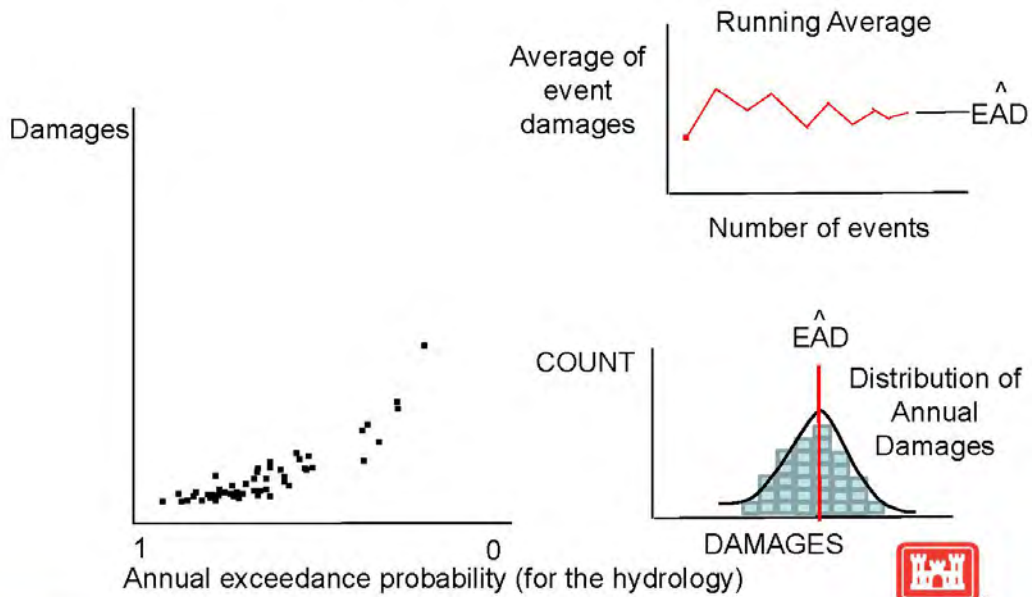 Damages
1
0
Annual exceedance probability (for the hydrology)
Running Average
Average of
event
damages
^
EAD
Number of events
^
EAD
COUNT
Distribution of
Annual
Damages
DAMAGES